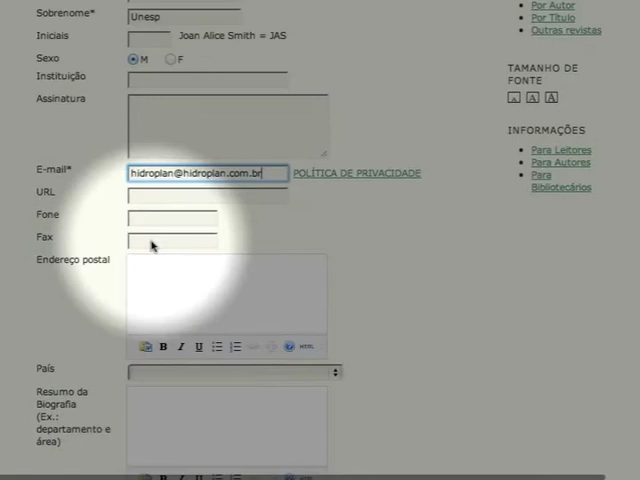 Sobrenome*
Unesp
Iniciais
Joan Alice Smith = JAS
Sexo
M
F
Instituição
Assinatura
E-mail*
hidroplan@hidroplan.com.br
POLÍTICA DE PRIVACIDADE
URL
Fone
Fax
Endereço postal
B I U
HTML
País
Resumo da
Biografia
(Ex.:
departamento e
área)
Por Autor
Por Título
Outras revistas
TAMANHO DE
FONTE
A A A
INFORMAÇÕES
Para Leitores
Para Autores
Para
Bibliotecários